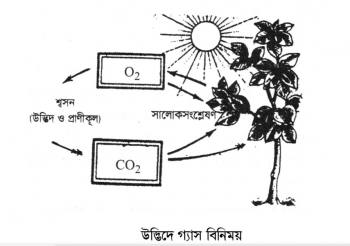 O₂
শ্বসন
(উদ্ভিদ ও প্রাণীকূল)
সালোকসংশ্লেষণ
CO₂
উদ্ভিদে গ্যাস বিনিময়